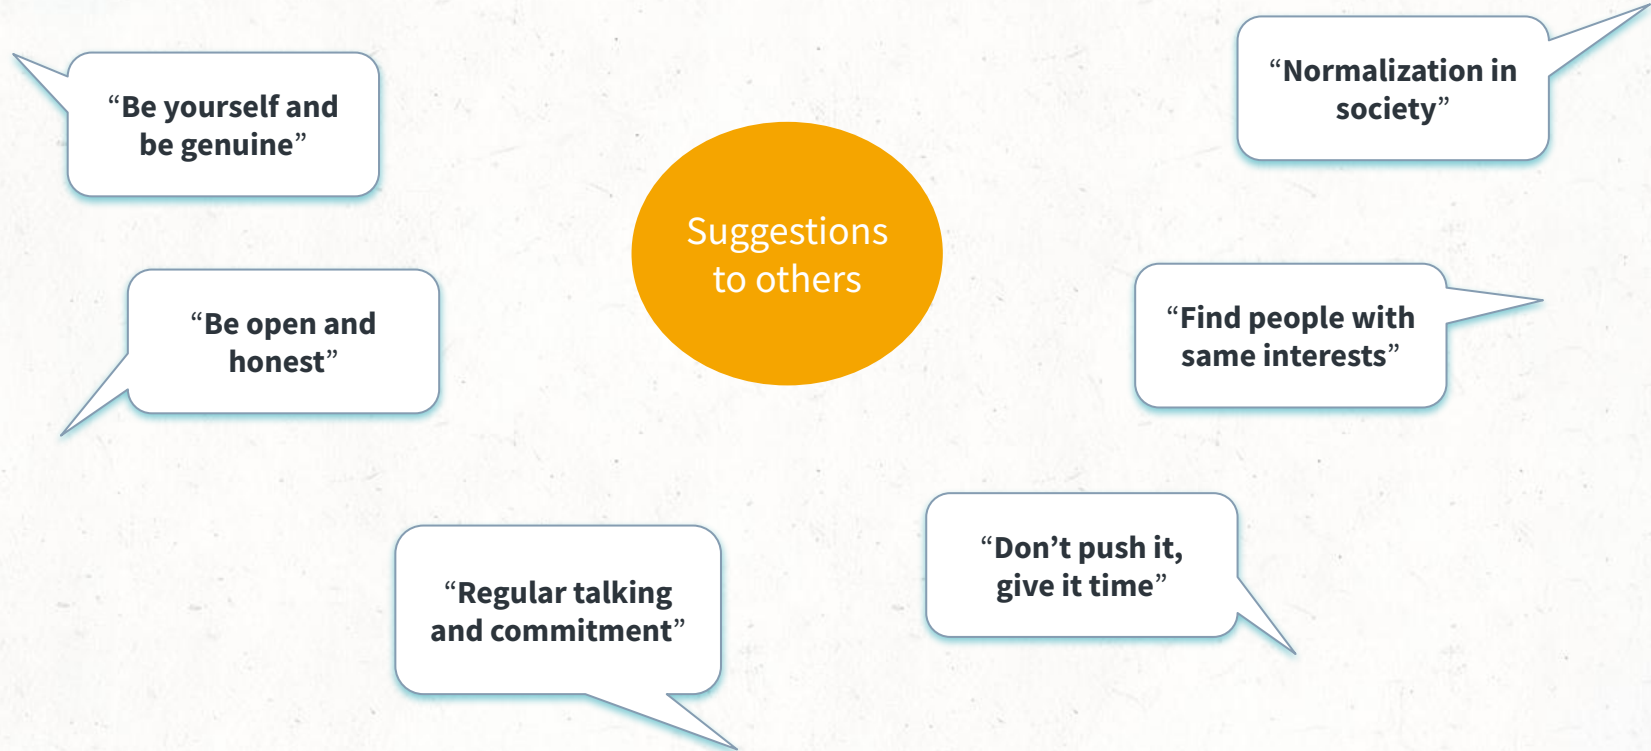 “Be yourself and
be genuine”
“Normalization in
society”
Suggestions
to others
“Be open and
honest”
“Find people with
same interests”
“Regular talking
and commitment”
“Don’t push it,
give it time”